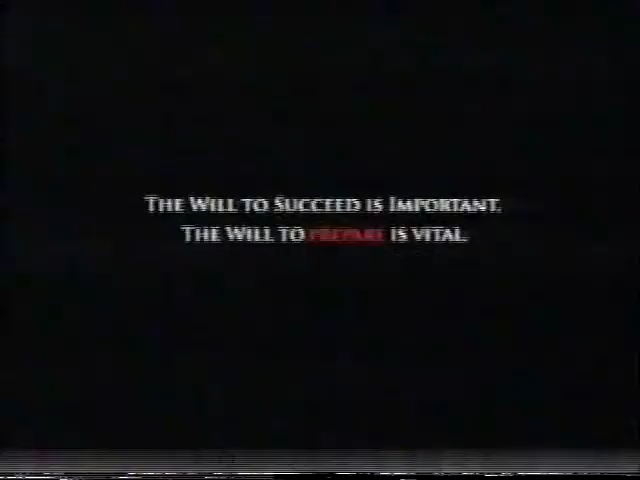 THE WILL TO SUCCEED IS IMPORTANT.
THE WILL TO PREPARE IS VITAL.